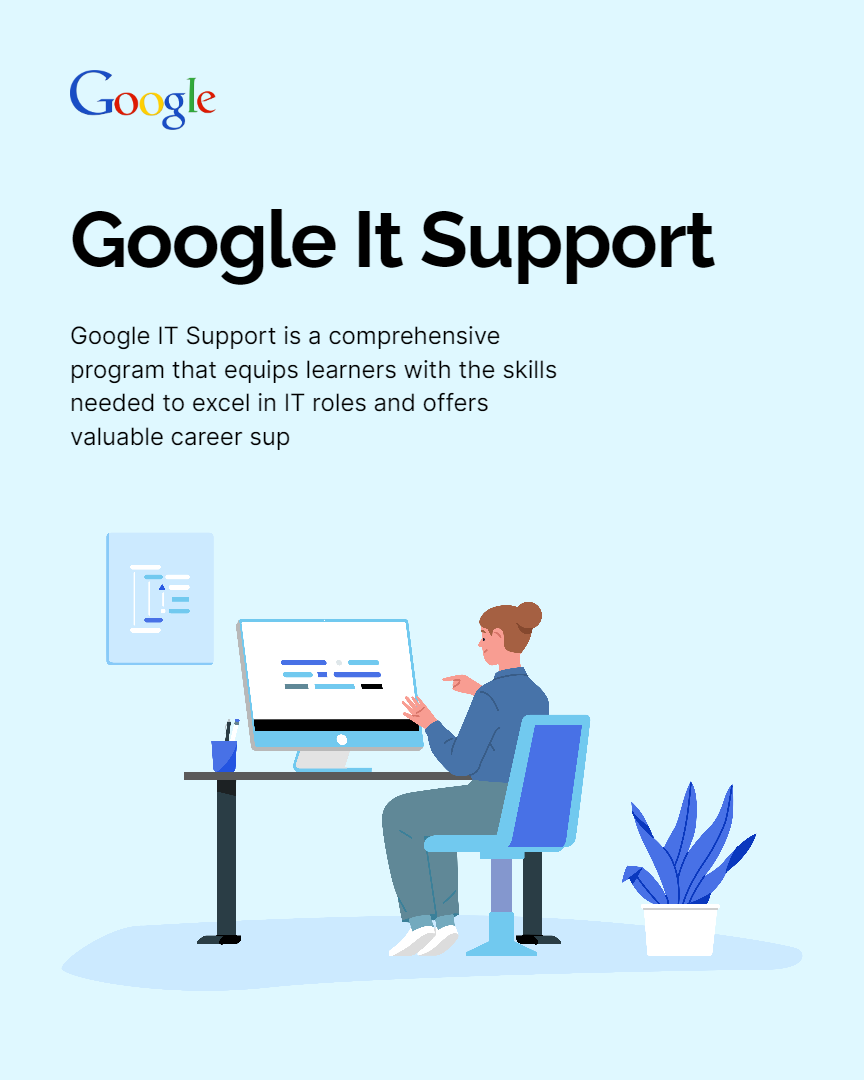 Google
Google It Support
Google IT Support is a comprehensive
program that equips learners with the skills
needed to excel in IT roles and offers
valuable career sup